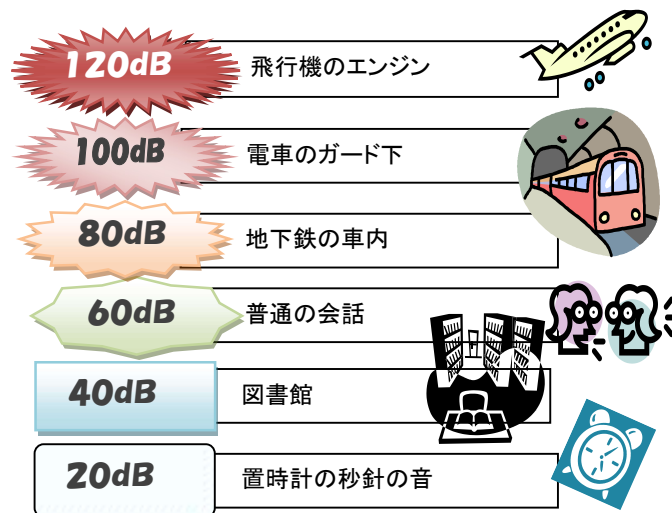 120dB 飛行機のエンジン
100dB 電車のガード下
80dB 地下鉄の車内
60dB 普通の会話
40dB 図書館
20dB 置時計の秒針の音